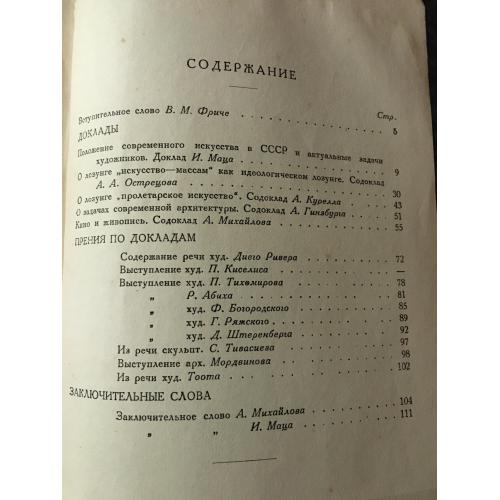 СОДЕРЖАНИЕ
Стр.
Вступительное слово В. М. Фриче . . . . . . . . . . . 5
ДОКЛАДЫ
Положение современного искусства в СССР и актуальные задачи
художников. Доклад И. Маца . . . . . . . . . . . 9
О лозунге „искусство—массам“ как идеологическом лозунге. Содоклад
А. А. Острецова . . . . . . . . . . . 30
О лозунге „пролетарское искусство“. Содоклад А. Курелла . . . 43
О задачах современной архитектуры. Содоклад А. Гинзбурга . . . 51
Кино и живопись. Содоклад А. Михайлова . . . . . . . 55
ПРЕНИЯ ПО ДОКЛАДАМ
Содержание речи худ. Диего Ривера . . . . . . . 72
Выступление худ. П. Киселиса . . . . . . . —
Выступление худ. П. Тихомирова . . . . . . . 78
„ Р. Абиха . . . . . . . 81
„ худ. Ф. Богородского . . . . . . . 85
„ худ. Г. Ряжского . . . . . . . 89
„ худ. Д. Штеренберга . . . . . . . 92
Из речи скульпт. С. Тивасиева . . . . . . . 97
Выступление арх. Мордвинова . . . . . . . 98
Из речи худ. Тоота . . . . . . . 102
ЗАКЛЮЧИТЕЛЬНЫЕ СЛОВА
Заключительное слово А. Михайлова . . . . . . . 104
„ „ И. Маца . . . . . . . 111